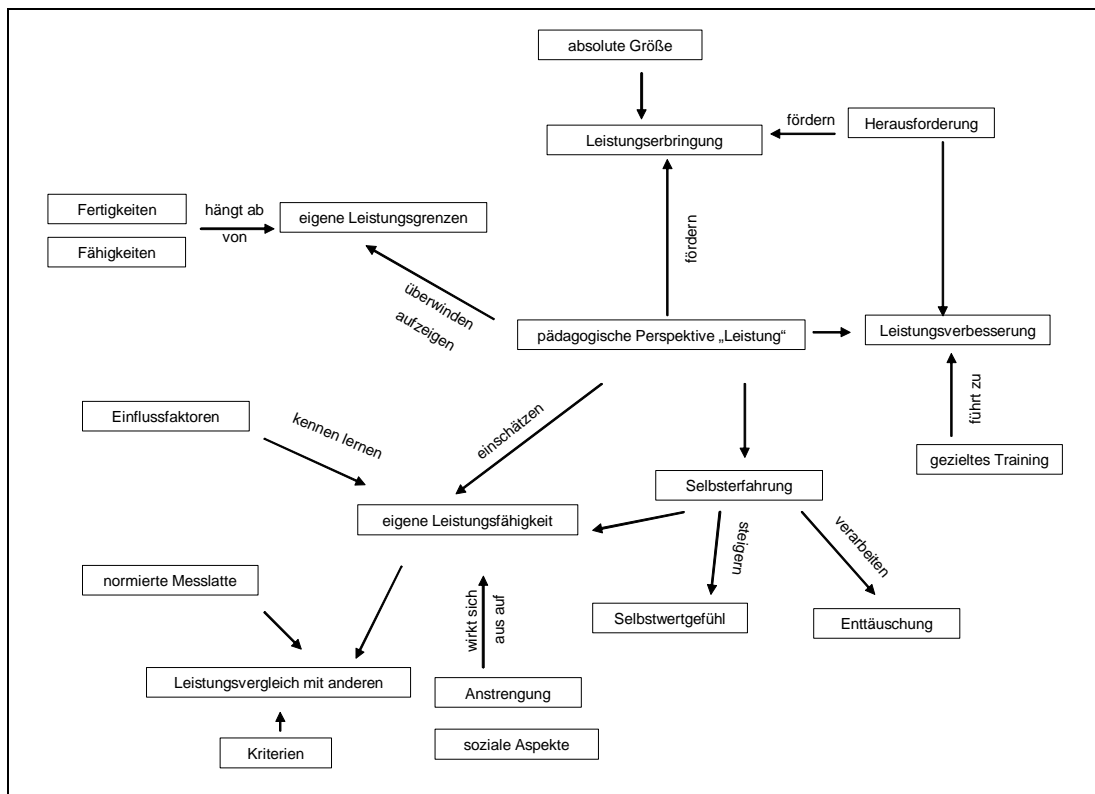 absolute Größe
fördern
Herausforderung
Leistungserbringung
Fertigkeiten
hängt ab
von
eigene Leistungsgrenzen
Fähigkeiten
fördern
überwinden
aufzeigen
pädagogische Perspektive „Leistung“
Leistungsverbesserung
führt zu
Einflussfaktoren
kennen lernen
einschätzen
gezieltes Training
Selbsterfahrung
eigene Leistungsfähigkeit
steigern
verarbeiten
normierte Messlatte
wirkt sich
aus auf
Selbstwertgefühl
Enttäuschung
Leistungsvergleich mit anderen
Anstrengung
soziale Aspekte
Kriterien